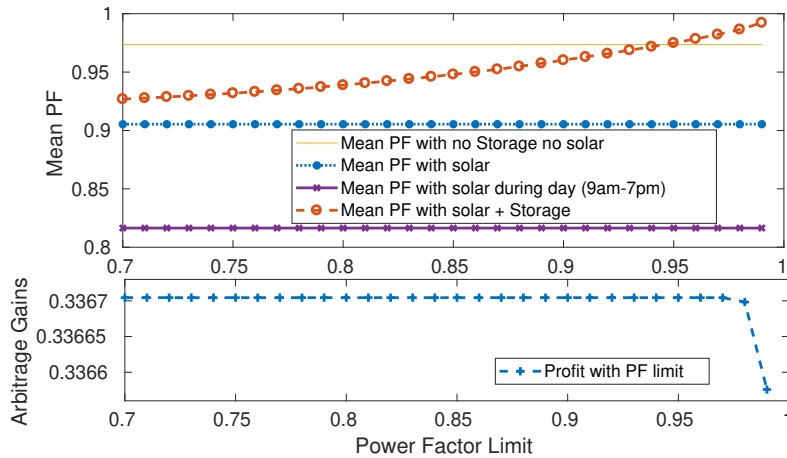 1
0.95
0.9
0.85
0.8
Mean PF
Mean PF with no Storage no solar
Mean PF with solar
Mean PF with solar during day (9am-7pm)
Mean PF with solar + Storage
0.7 0.75 0.8 0.85 0.9 0.95 1
0.3367
0.33665
0.3366
Arbitrage Gains
Profit with PF limit
0.7 0.75 0.8 0.85 0.9 0.95 1
Power Factor Limit